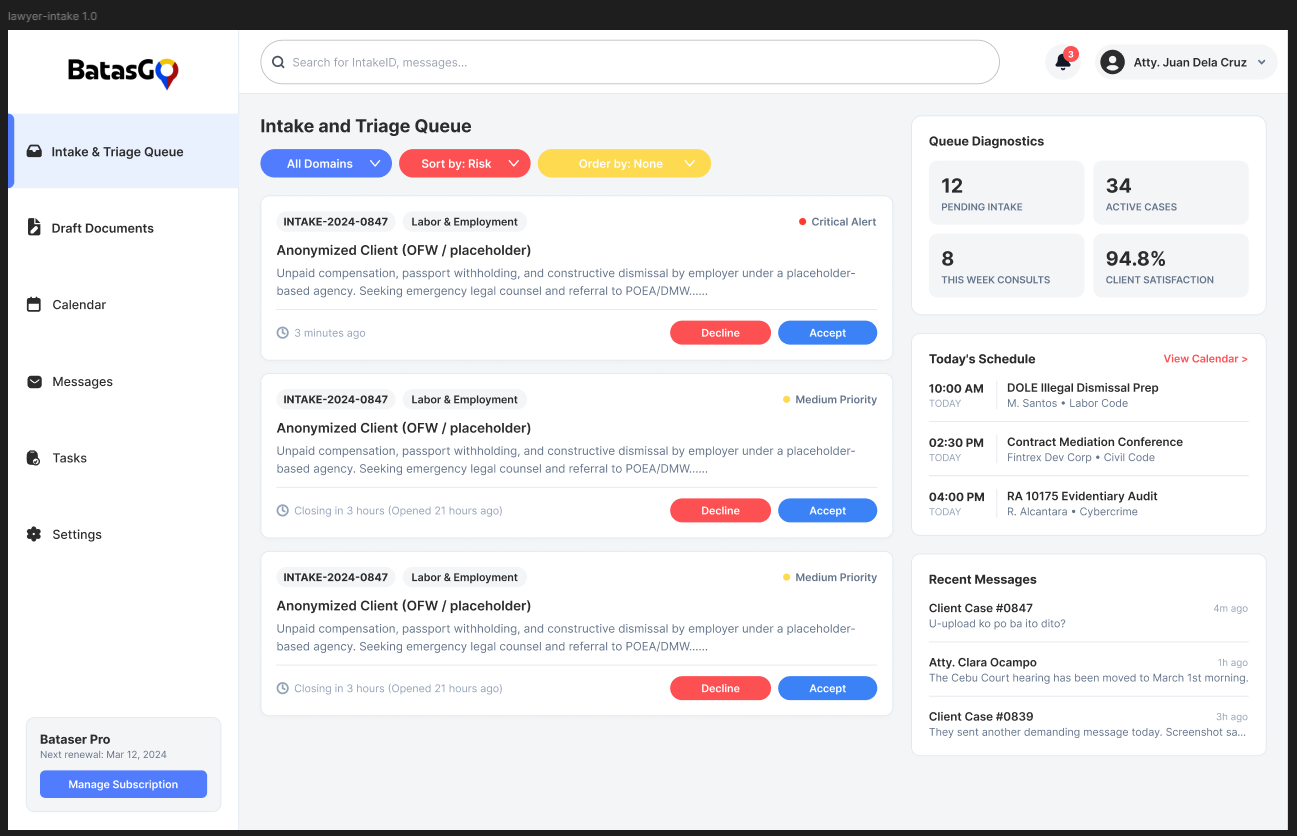 lawyer-intake 1.0
BatasGO
Search for IntakeID, messages...
3
Atty. Juan Dela Cruz
Intake & Triage Queue
Draft Documents
Calendar
Messages
Tasks
Settings
Bataser Pro
Next renewal: Mar 12, 2024
Manage Subscription
Intake and Triage Queue
All Domains
Sort by: Risk
Order by: None
INTAKE-2024-0847
Labor & Employment
Critical Alert
Anonymized Client (OFW / placeholder)
Unpaid compensation, passport withholding, and constructive dismissal by employer under a placeholder-
based agency. Seeking emergency legal counsel and referral to POEA/DMW......
3 minutes ago
Decline
Accept
INTAKE-2024-0847
Labor & Employment
Medium Priority
Anonymized Client (OFW / placeholder)
Unpaid compensation, passport withholding, and constructive dismissal by employer under a placeholder-
based agency. Seeking emergency legal counsel and referral to POEA/DMW......
Closing in 3 hours (Opened 21 hours ago)
Decline
Accept
INTAKE-2024-0847
Labor & Employment
Medium Priority
Anonymized Client (OFW / placeholder)
Unpaid compensation, passport withholding, and constructive dismissal by employer under a placeholder-
based agency. Seeking emergency legal counsel and referral to POEA/DMW......
Closing in 3 hours (Opened 21 hours ago)
Decline
Accept
Queue Diagnostics
12
PENDING INTAKE
34
ACTIVE CASES
8
THIS WEEK CONSULTS
94.8%
CLIENT SATISFACTION
Today's Schedule
View Calendar >
10:00 AM
TODAY
DOLE Illegal Dismissal Prep
M. Santos • Labor Code
02:30 PM
TODAY
Contract Mediation Conference
Fintrex Dev Corp • Civil Code
04:00 PM
TODAY
RA 10175 Evidentiary Audit
R. Alcantara • Cybercrime
Recent Messages
Client Case #0847
4m ago
U-upload ko po ba ito dito?
Atty. Clara Ocampo
1h ago
The Cebu Court hearing has been moved to March 1st morning.
Client Case #0839
3h ago
They sent another demanding message today. Screenshot sa...